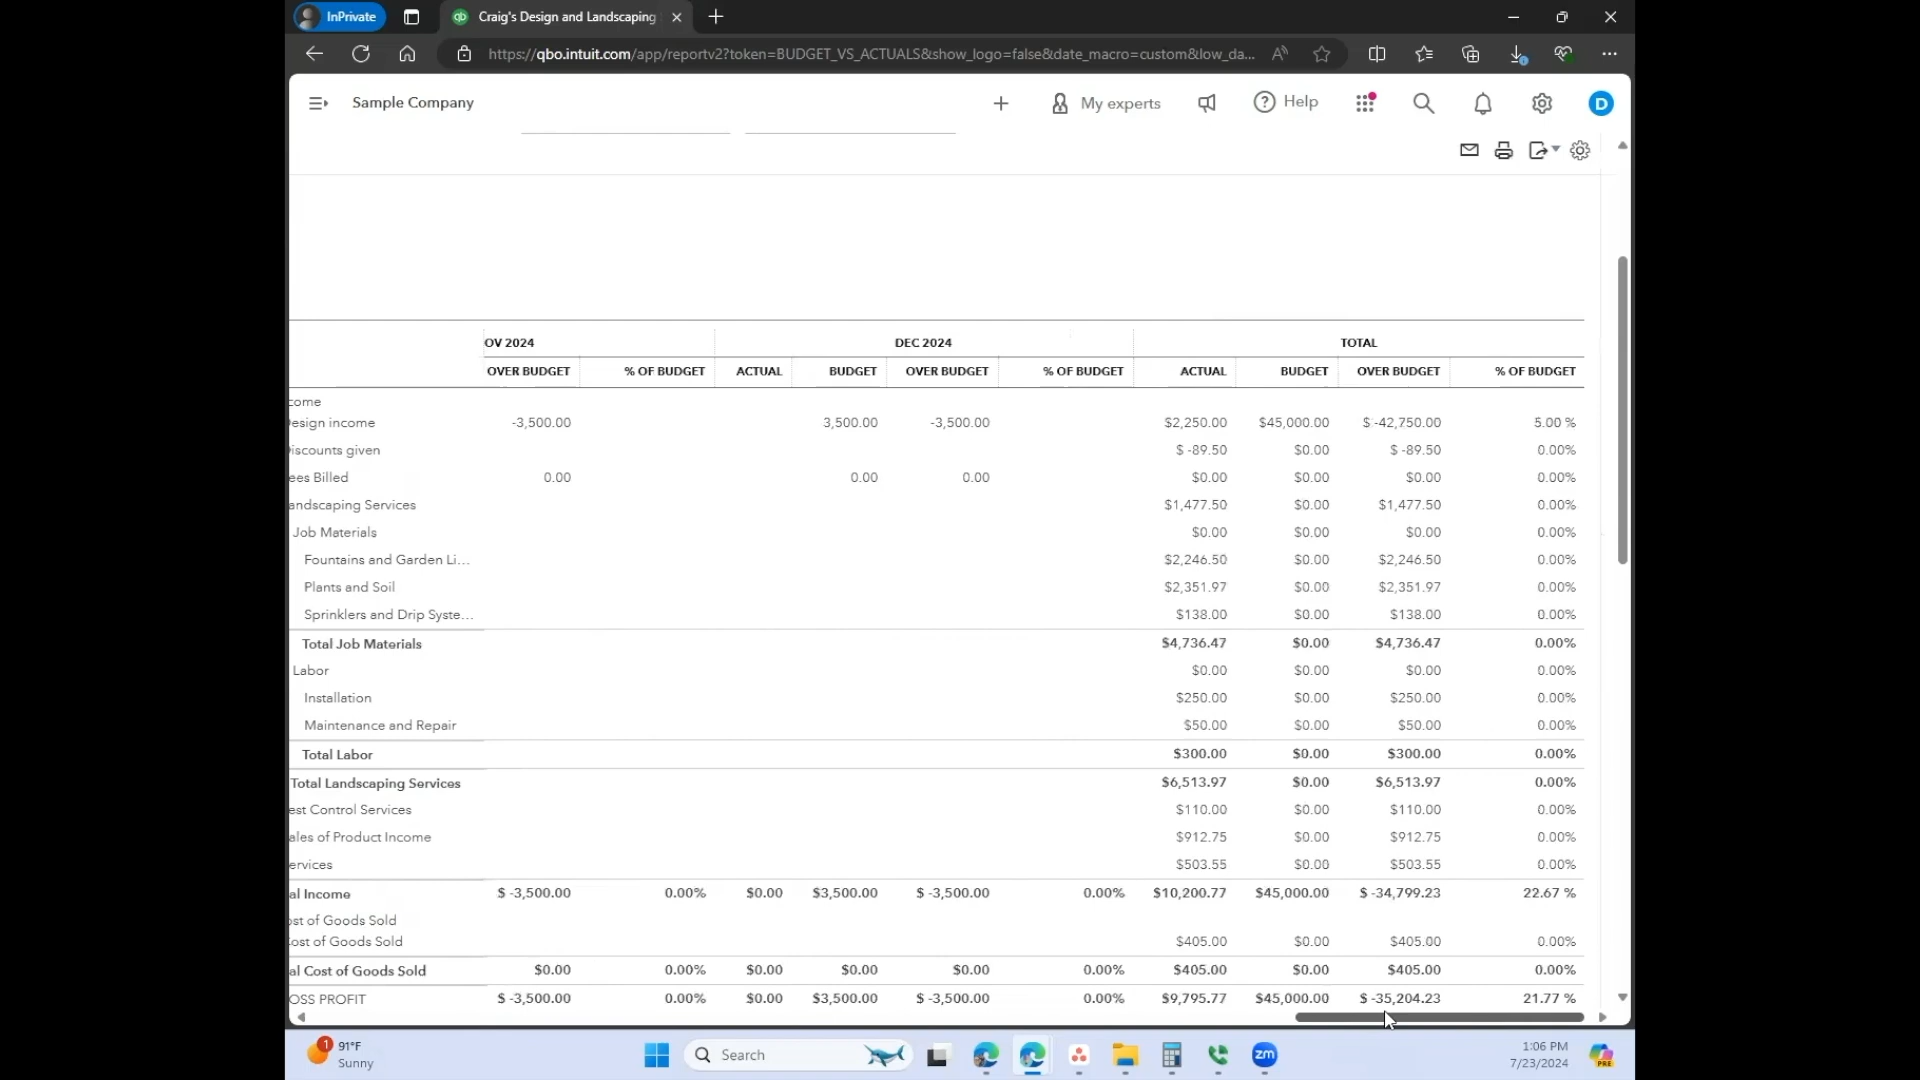 InPrivate
Craig's Design and Landscaping
https://qbo.intuit.com/app/reportv2?token=BUDGET_VS_ACTUALS&show_logo=false&date_macro=custom&low_da...
Sample Company
My experts
Help
D
OV 2024 DEC 2024 TOTAL
OVER BUDGET % OF BUDGET ACTUAL BUDGET OVER BUDGET % OF BUDGET ACTUAL BUDGET OVER BUDGET % OF BUDGET
come
esign income -3,500.00 3,500.00 -3,500.00 $2,250.00 $45,000.00 $ -42,750.00 5.00 %
iscounts given $ -89.50 $0.00 $ -89.50 0.00%
ees Billed 0.00 0.00 0.00 $0.00 $0.00 $0.00 0.00%
andscaping Services $1,477.50 $0.00 $1,477.50 0.00%
Job Materials $0.00 $0.00 $0.00 0.00%
Fountains and Garden Li... $2,246.50 $0.00 $2,246.50 0.00%
Plants and Soil $2,351.97 $0.00 $2,351.97 0.00%
Sprinklers and Drip Syste... $138.00 $0.00 $138.00 0.00%
Total Job Materials $4,736.47 $0.00 $4,736.47 0.00%
Labor $0.00 $0.00 $0.00 0.00%
Installation $250.00 $0.00 $250.00 0.00%
Maintenance and Repair $50.00 $0.00 $50.00 0.00%
Total Labor $300.00 $0.00 $300.00 0.00%
Total Landscaping Services $6,513.97 $0.00 $6,513.97 0.00%
est Control Services $110.00 $0.00 $110.00 0.00%
ales of Product Income $912.75 $0.00 $912.75 0.00%
ervices $503.55 $0.00 $503.55 0.00%
al Income $ -3,500.00 0.00% $0.00 $3,500.00 $ -3,500.00 0.00% $10,200.77 $45,000.00 $ -34,799.23 22.67 %
ost of Goods Sold
Cost of Goods Sold $405.00 $0.00 $405.00 0.00%
al Cost of Goods Sold $0.00 0.00% $0.00 $0.00 $0.00 0.00% $405.00 $0.00 $405.00 0.00%
OSS PROFIT $ -3,500.00 0.00% $0.00 $3,500.00 $ -3,500.00 0.00% $9,795.77 $45,000.00 $ -35,204.23 21.77 %
1
91°F
Sunny
Search
zm
1:06 PM
7/23/2024
PRE